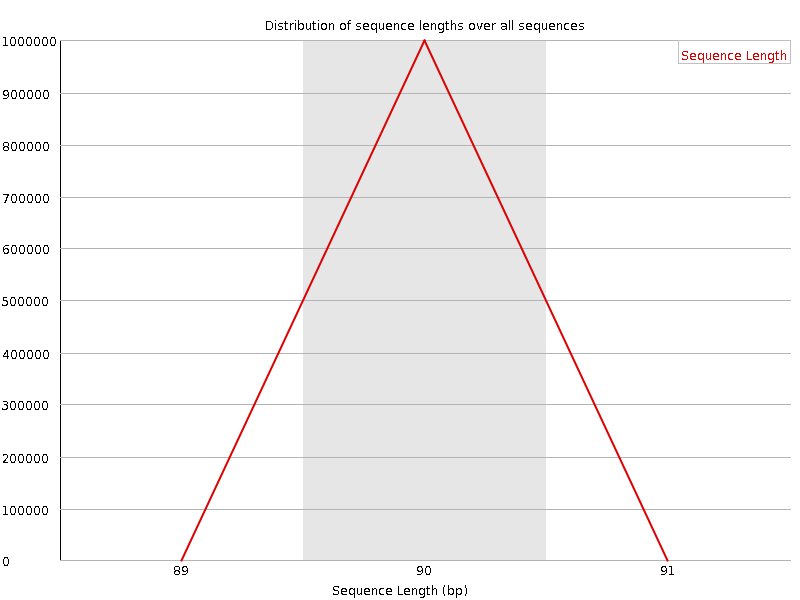 Distribution of sequence lengths over all sequences
Sequence Length
1000000
900000
800000
700000
600000
500000
400000
300000
200000
100000
0
89 90 91
Sequence Length (bp)